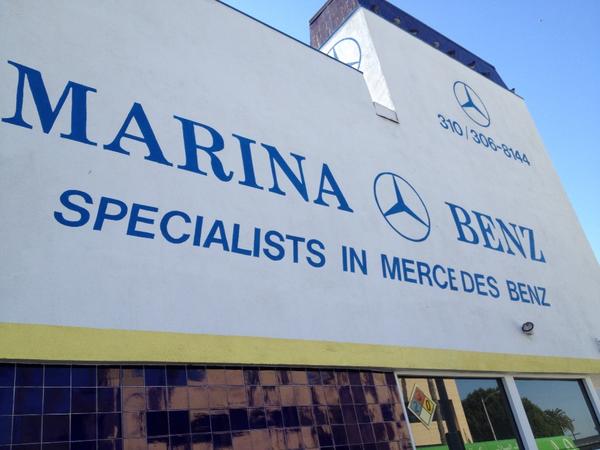 310/306-8144
MARINA BENZ
SPECIALISTS IN MERCEDES BENZ